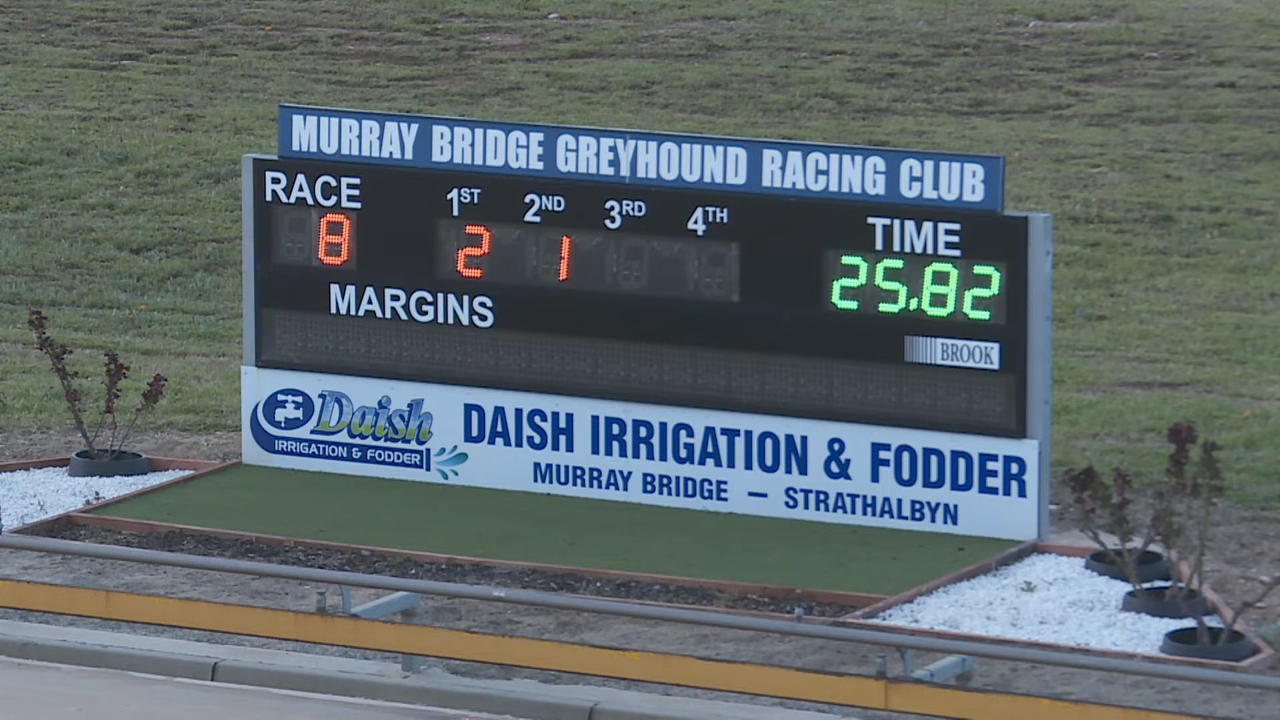 MURRAY BRIDGE GREYHOUND RACING CLUB
RACE 1ST 2ND 3RD 4TH TIME
8 2 1 25.82
MARGINS
BROOK
Daish
IRRIGATION & FODDER
DAISH IRRIGATION & FODDER
MURRAY BRIDGE – STRATHALBYN